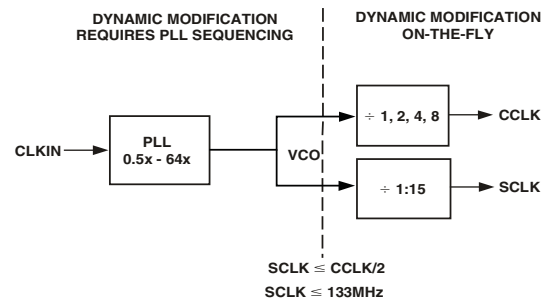 DYNAMIC MODIFICATION
REQUIRES PLL SEQUENCING
DYNAMIC MODIFICATION
ON-THE-FLY
CLKIN
PLL
0.5x - 64x
VCO
÷ 1, 2, 4, 8
CCLK
÷ 1:15
SCLK
SCLK ≤ CCLK/2
SCLK ≤ 133MHz